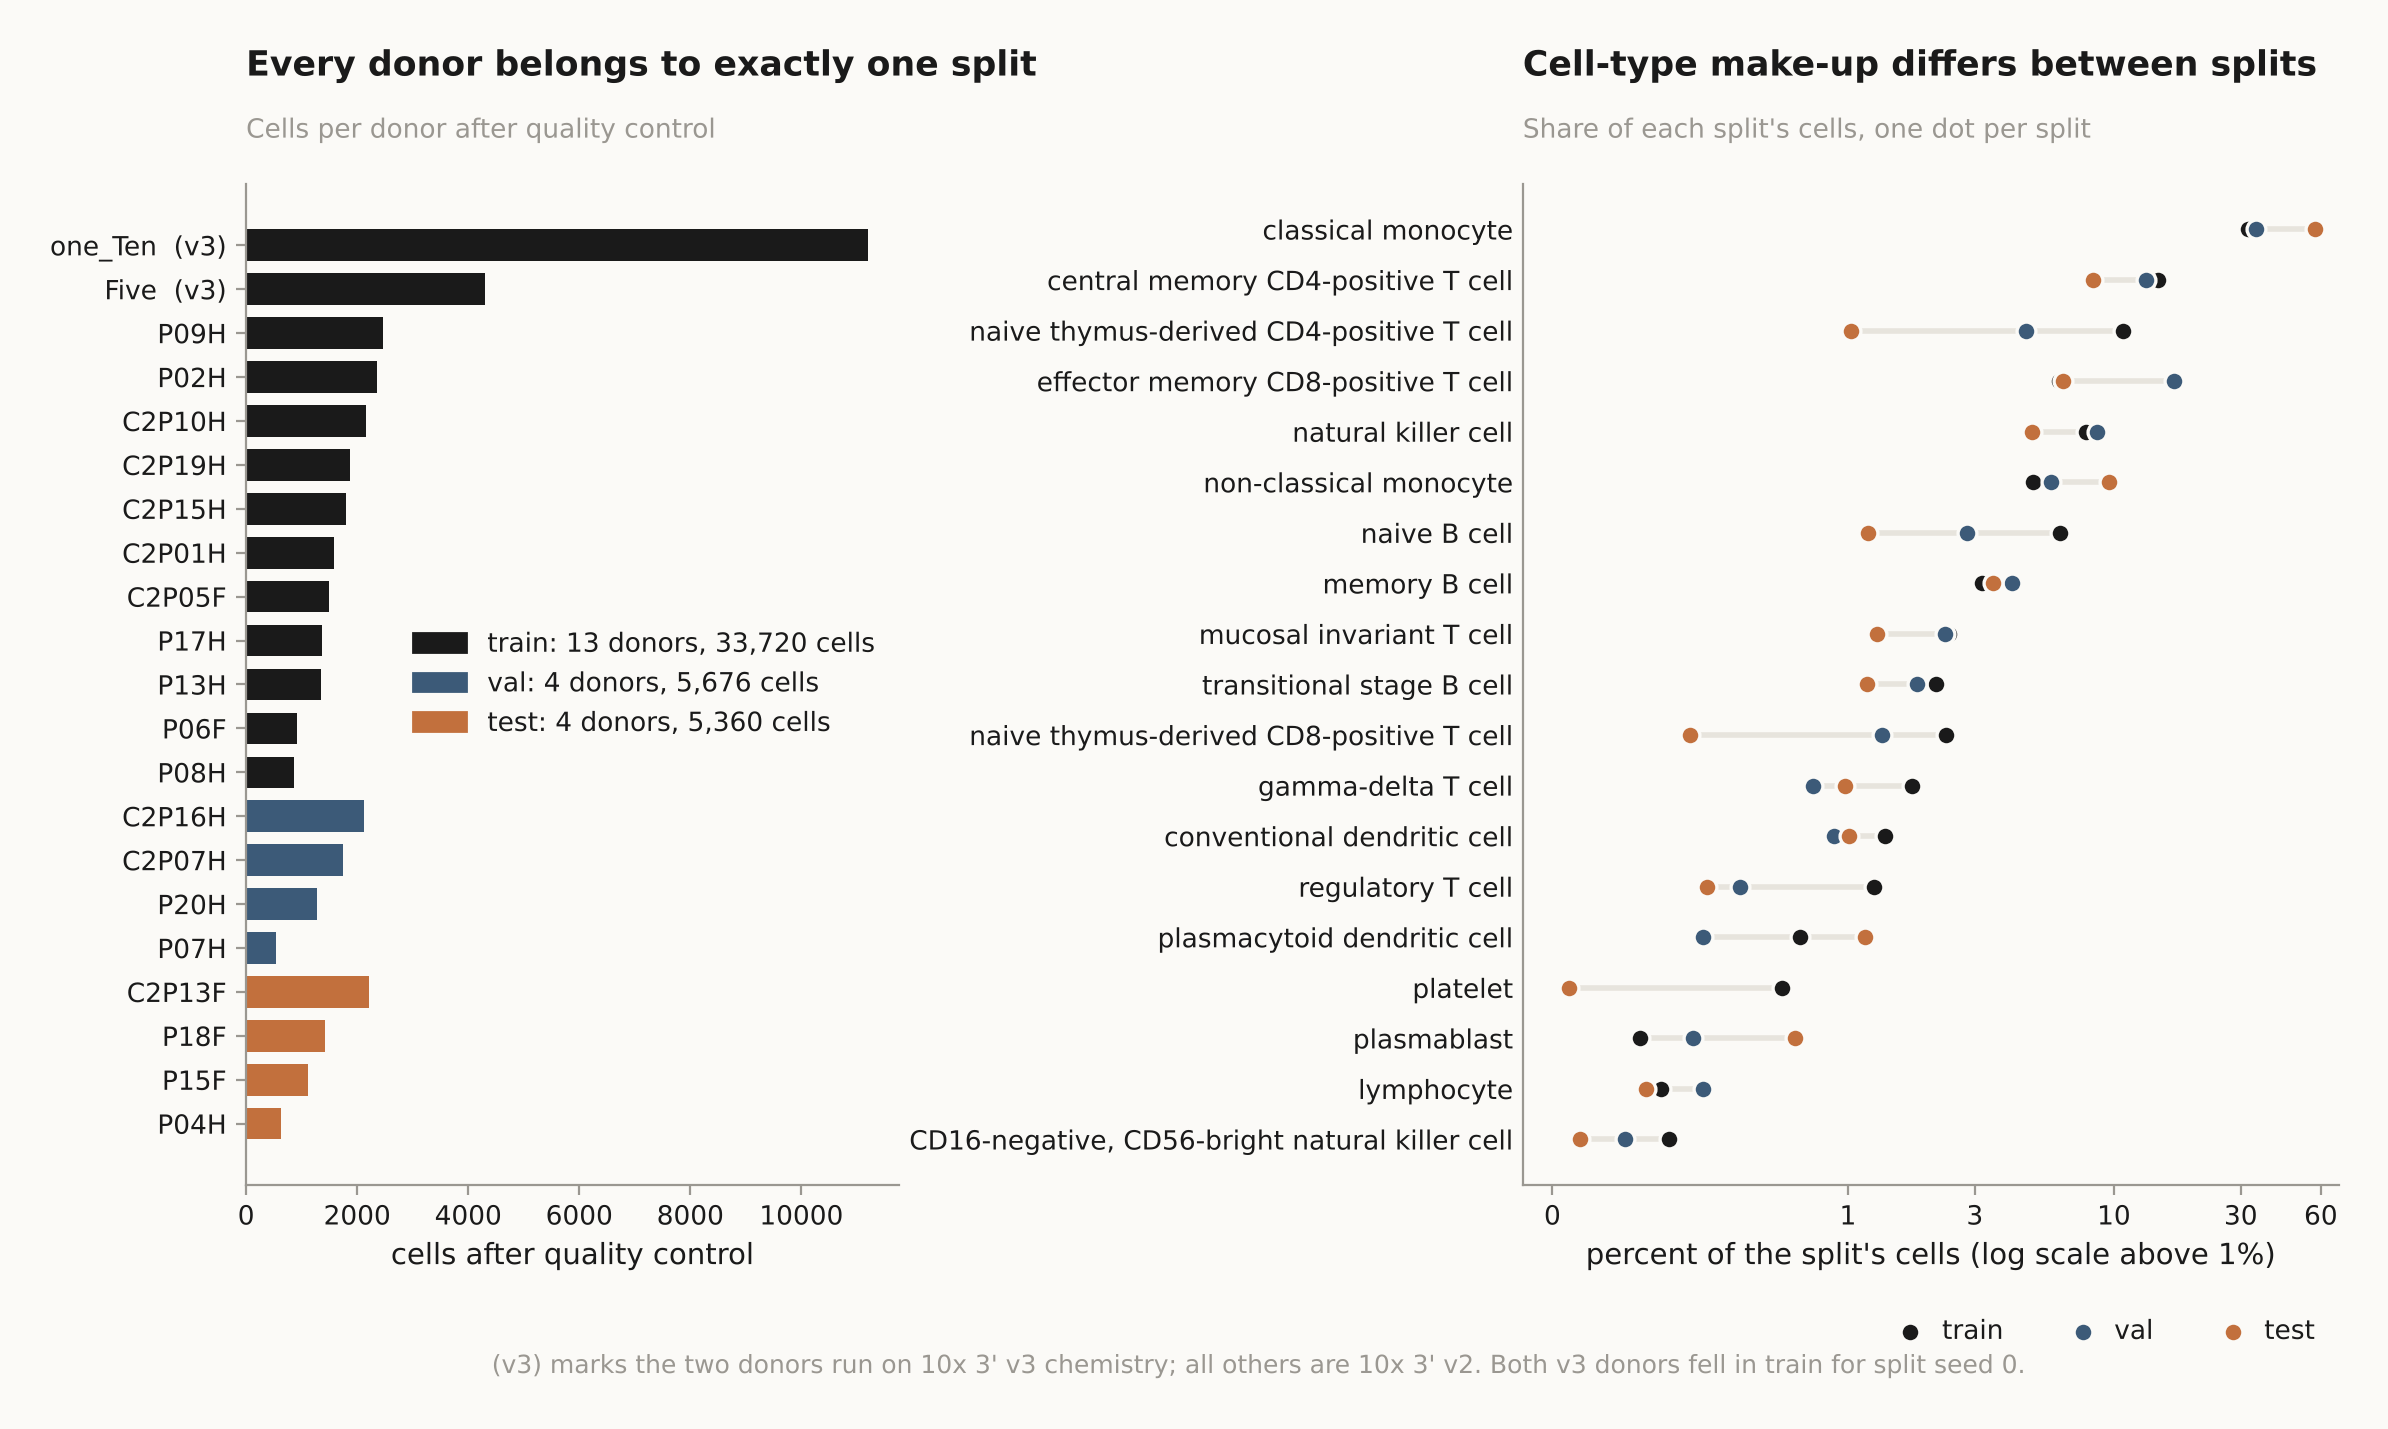 Every donor belongs to exactly one split
Cells per donor after quality control
one_Ten  (v3)
Five  (v3)
P09H
P02H
C2P10H
C2P19H
C2P15H
C2P01H
C2P05F
P17H
P13H
P06F
P08H
C2P16H
C2P07H
P20H
P07H
C2P13F
P18F
P15F
P04H
train: 13 donors, 33,720 cells
val: 4 donors, 5,676 cells
test: 4 donors, 5,360 cells
0 2000 4000 6000 8000 10000
cells after quality control
Cell-type make-up differs between splits
Share of each split's cells, one dot per split
classical monocyte
central memory CD4-positive T cell
naive thymus-derived CD4-positive T cell
effector memory CD8-positive T cell
natural killer cell
non-classical monocyte
naive B cell
memory B cell
mucosal invariant T cell
transitional stage B cell
naive thymus-derived CD8-positive T cell
gamma-delta T cell
conventional dendritic cell
regulatory T cell
plasmacytoid dendritic cell
platelet
plasmablast
lymphocyte
CD16-negative, CD56-bright natural killer cell
0 1 3 10 30 60
percent of the split's cells (log scale above 1%)
train val test
(v3) marks the two donors run on 10x 3' v3 chemistry; all others are 10x 3' v2. Both v3 donors fell in train for split seed 0.